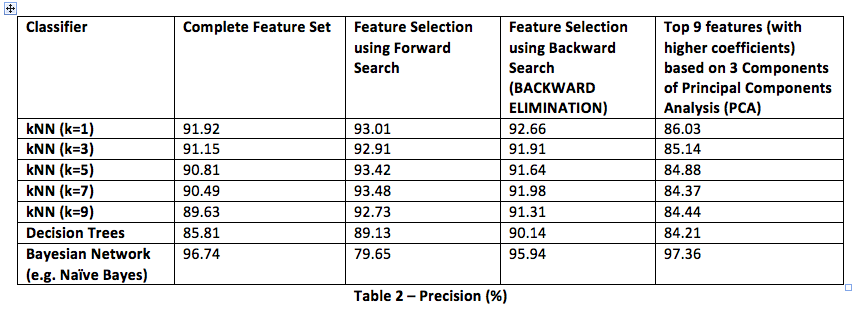 Classifier Complete Feature Set Feature Selection using Forward Search Feature Selection using Backward Search (BACKWARD ELIMINATION) Top 9 features (with higher coefficients) based on 3 Components of Principal Components Analysis (PCA)
kNN (k=1) 91.92 93.01 92.66 86.03
kNN (k=3) 91.15 92.91 91.91 85.14
kNN (k=5) 90.81 93.42 91.64 84.88
kNN (k=7) 90.49 93.48 91.98 84.37
kNN (k=9) 89.63 92.73 91.31 84.44
Decision Trees 85.81 89.13 90.14 84.21
Bayesian Network (e.g. Naïve Bayes) 96.74 79.65 95.94 97.36
Table 2 – Precision (%)